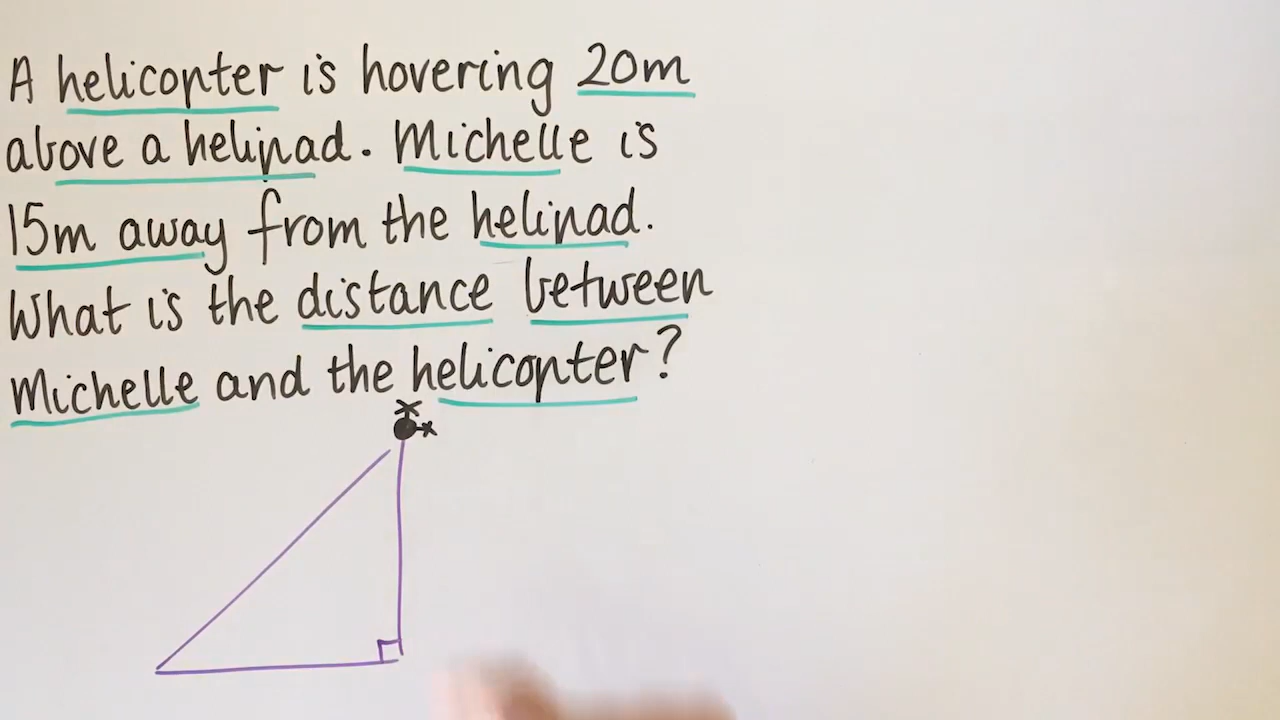 A helicopter is hovering 20m
above a helipad. Michelle is
15m away from the helipad.
What is the distance between
Michelle and the helicopter?